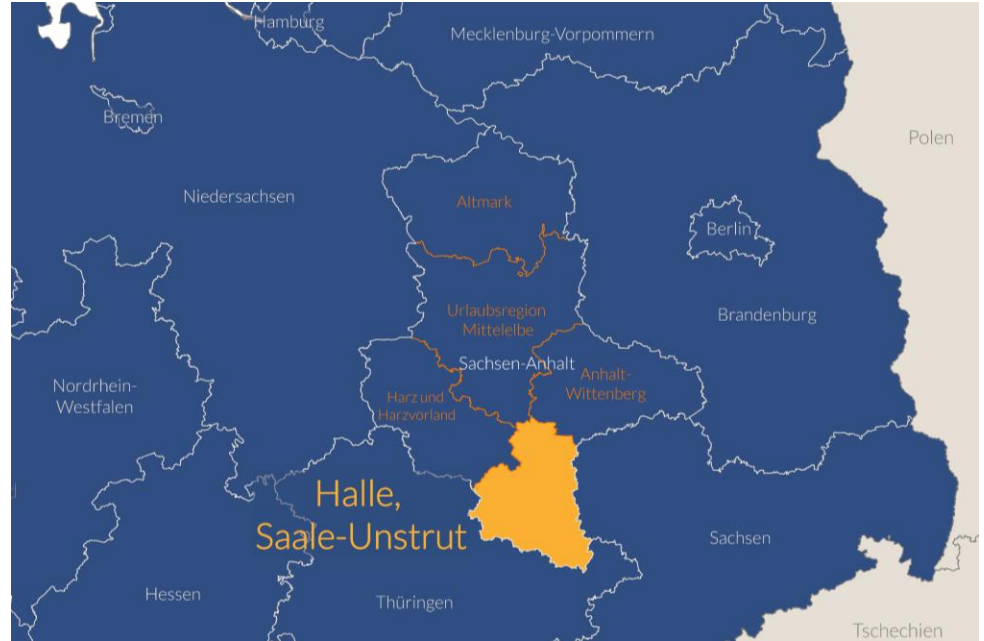 Hamburg
Mecklenburg-Vorpommern
Bremen
Polen
Niedersachsen
Altmark
Berlin
Urlaubsregion
Mittelelbe
Brandenburg
Sachsen-Anhalt
Anhalt-
Wittenberg
Nordrhein-
Westfalen
Harz und
Harzvorland
Halle,
Saale-Unstrut
Sachsen
Hessen
Thüringen
Tschechien